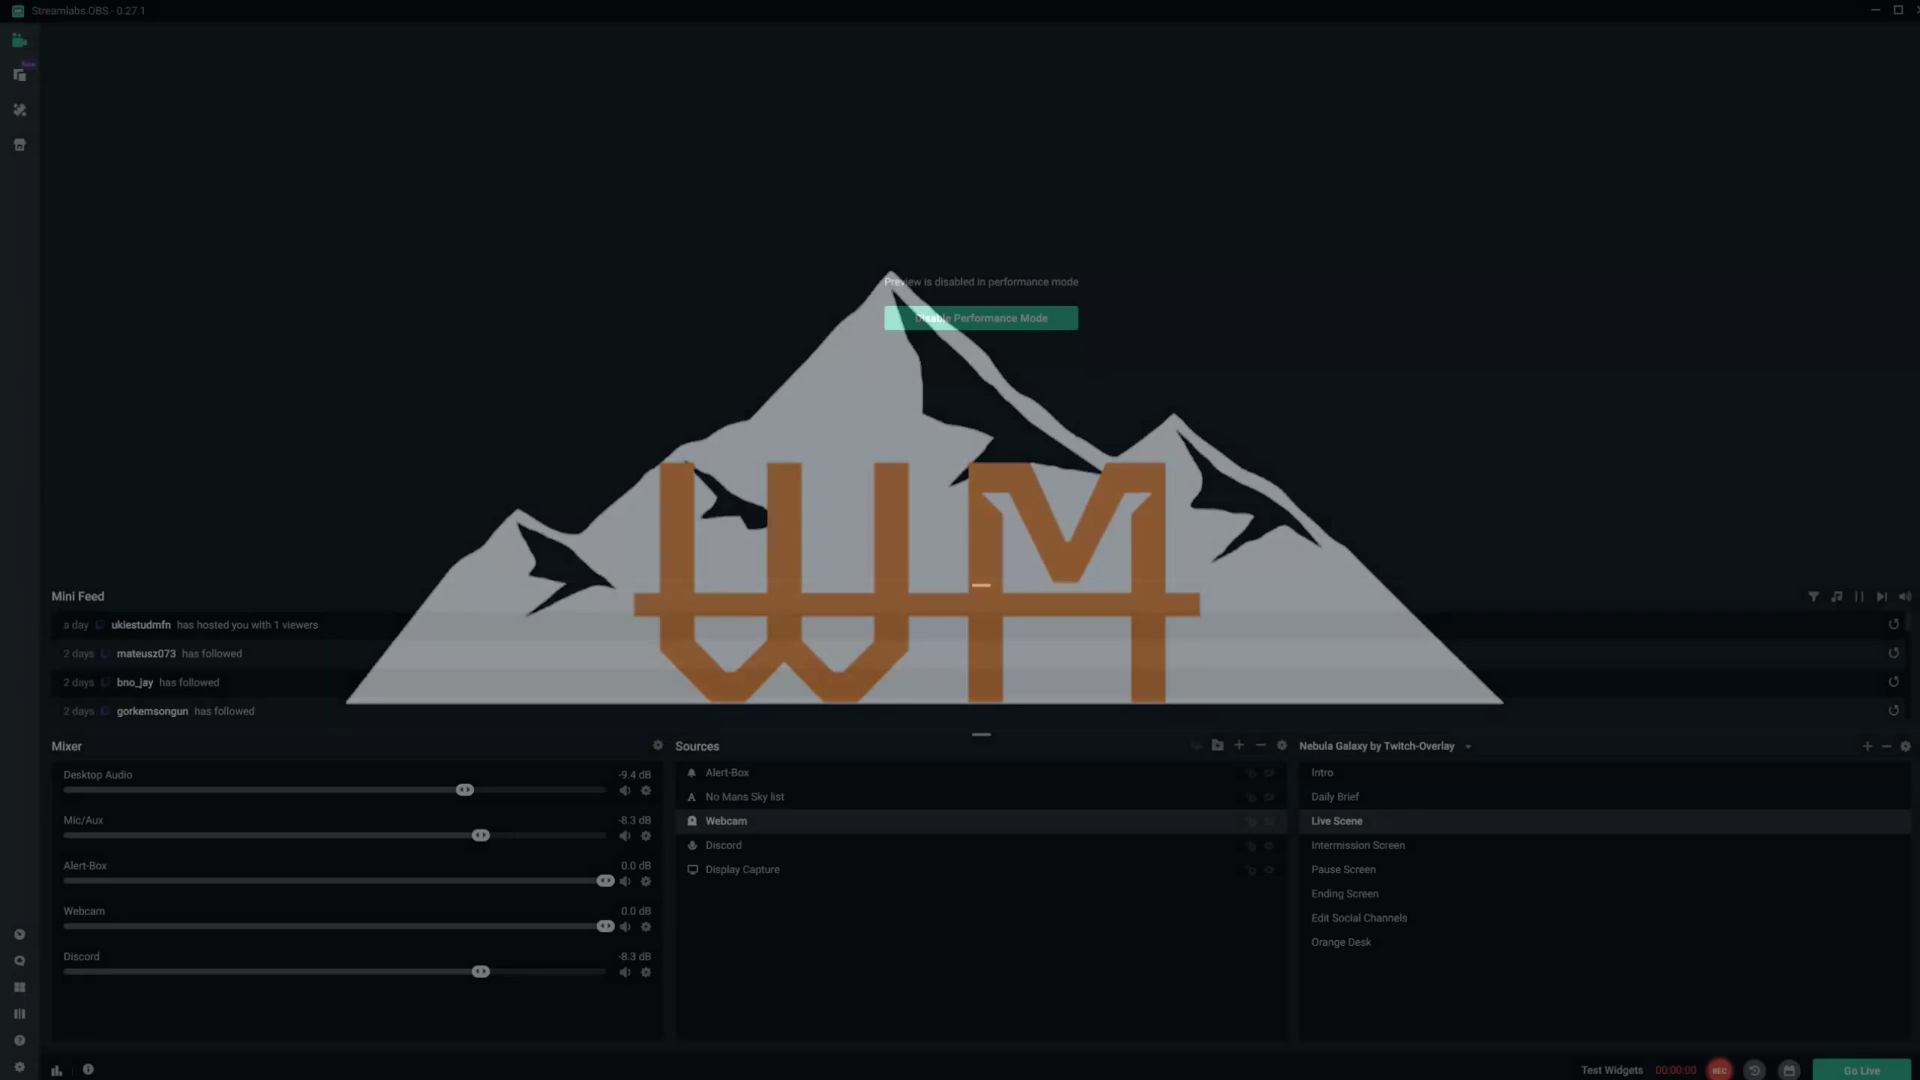 Streamlabs OBS - 0.27.1
New
Preview is disabled in performance mode
Disable Performance Mode
WM
Mini Feed
a day ukiestudmfn has hosted you with 1 viewers
2 days mateusz073 has followed
2 days bno_jay has followed
2 days gorkemsongun has followed
Mixer
Desktop Audio -9.4 dB
Mic/Aux -8.3 dB
Alert-Box 0.0 dB
Webcam 0.0 dB
Discord -8.3 dB
Sources
Alert-Box
No Mans Sky list
Webcam
Discord
Display Capture
Nebula Galaxy by Twitch-Overlay
Intro
Daily Brief
Live Scene
Intermission Screen
Pause Screen
Ending Screen
Edit Social Channels
Orange Desk
Test Widgets 00:00:00 REC Go Live